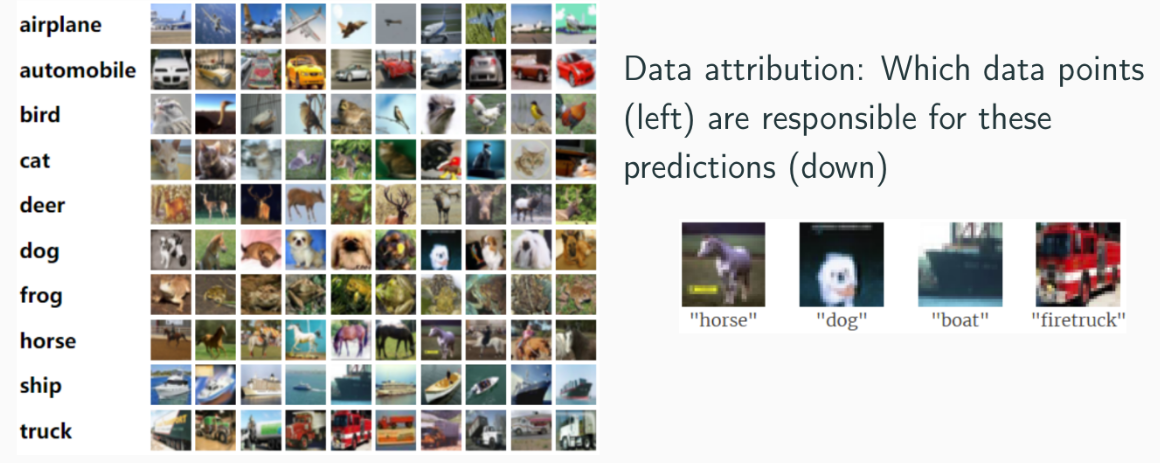 airplane
automobile
bird
cat
deer
dog
frog
horse
ship
truck
Data attribution: Which data points
(left) are responsible for these
predictions (down)
"horse" "dog" "boat" "firetruck"